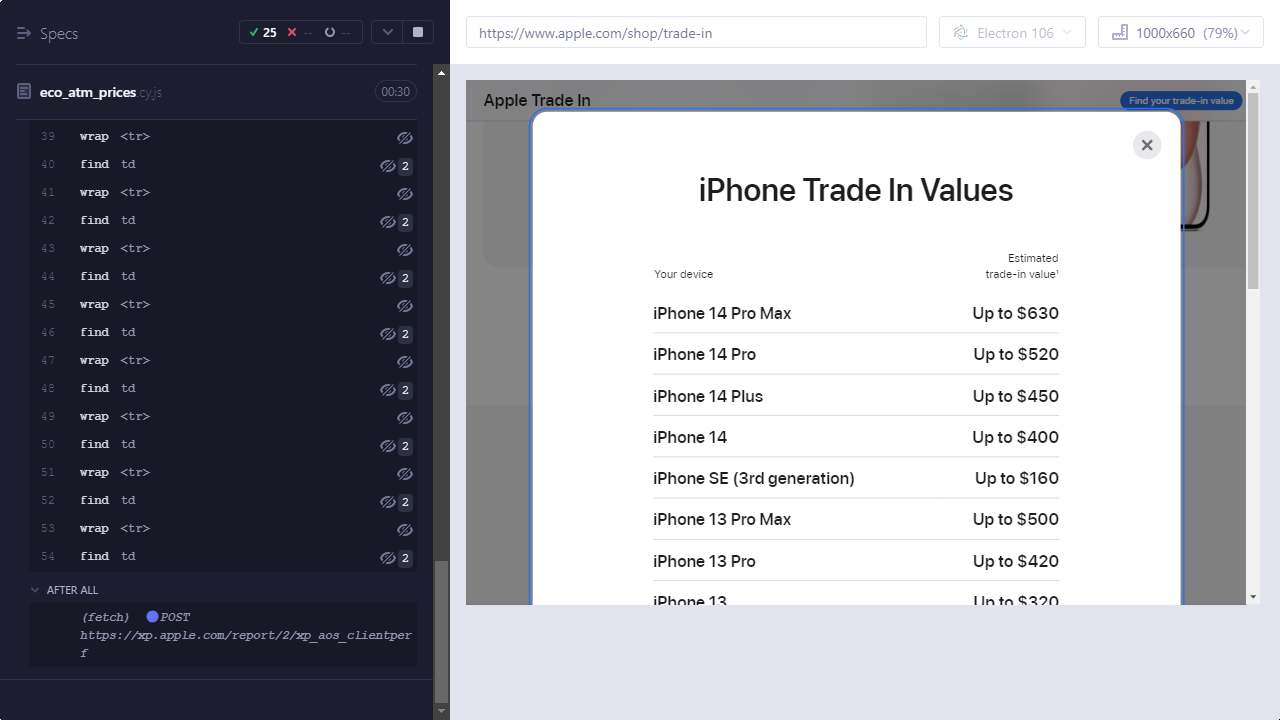 Specs
25
--
--
eco_atm_prices.cy.js
00:30
39 wrap <tr>
40 find td 2
41 wrap <tr>
42 find td 2
43 wrap <tr>
44 find td 2
45 wrap <tr>
46 find td 2
47 wrap <tr>
48 find td 2
49 wrap <tr>
50 find td 2
51 wrap <tr>
52 find td 2
53 wrap <tr>
54 find td 2
AFTER ALL
(fetch) POST
https://xp.apple.com/report/2/xp_aos_clientper
f
https://www.apple.com/shop/trade-in
Electron 106
1000x660 (79%)
Apple Trade In
Find your trade-in value
iPhone Trade In Values
Estimated
Your device trade-in value¹
iPhone 14 Pro Max Up to $630
iPhone 14 Pro Up to $520
iPhone 14 Plus Up to $450
iPhone 14 Up to $400
iPhone SE (3rd generation) Up to $160
iPhone 13 Pro Max Up to $500
iPhone 13 Pro Up to $420
iPhone 13 Up to $320